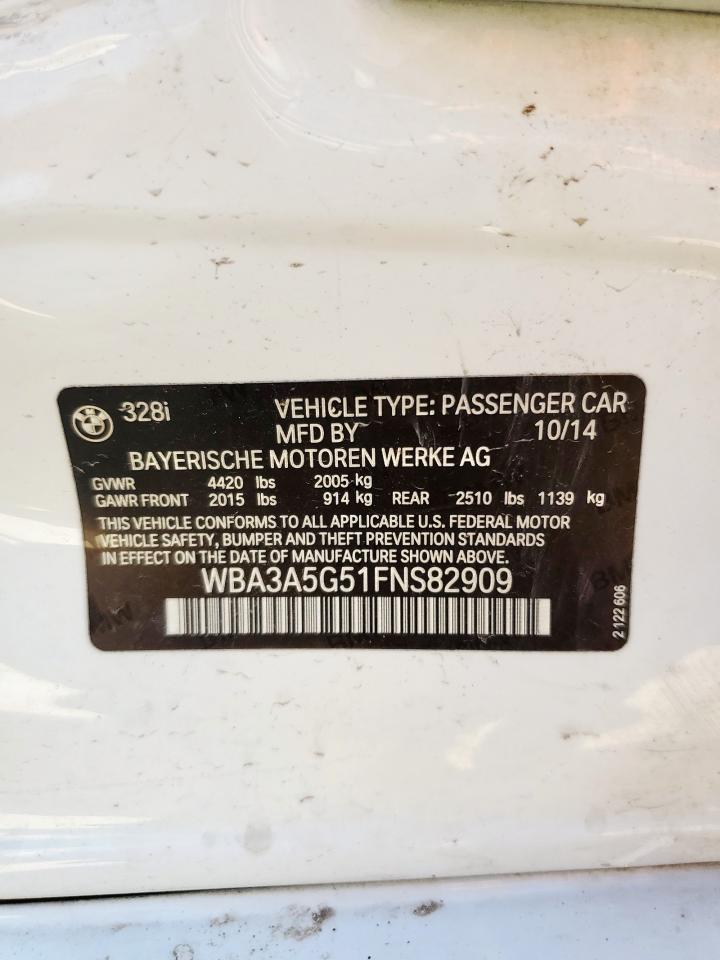 328i VEHICLE TYPE: PASSENGER CAR
MFD BY 10/14
BAYERISCHE MOTOREN WERKE AG
GVWR 4420 lbs 2005 kg
GAWR FRONT 2015 lbs 914 kg REAR 2510 lbs 1139 kg
THIS VEHICLE CONFORMS TO ALL APPLICABLE U.S. FEDERAL MOTOR
VEHICLE SAFETY, BUMPER AND THEFT PREVENTION STANDARDS
IN EFFECT ON THE DATE OF MANUFACTURE SHOWN ABOVE.
WBA3A5G51FNS82909
2 122 606